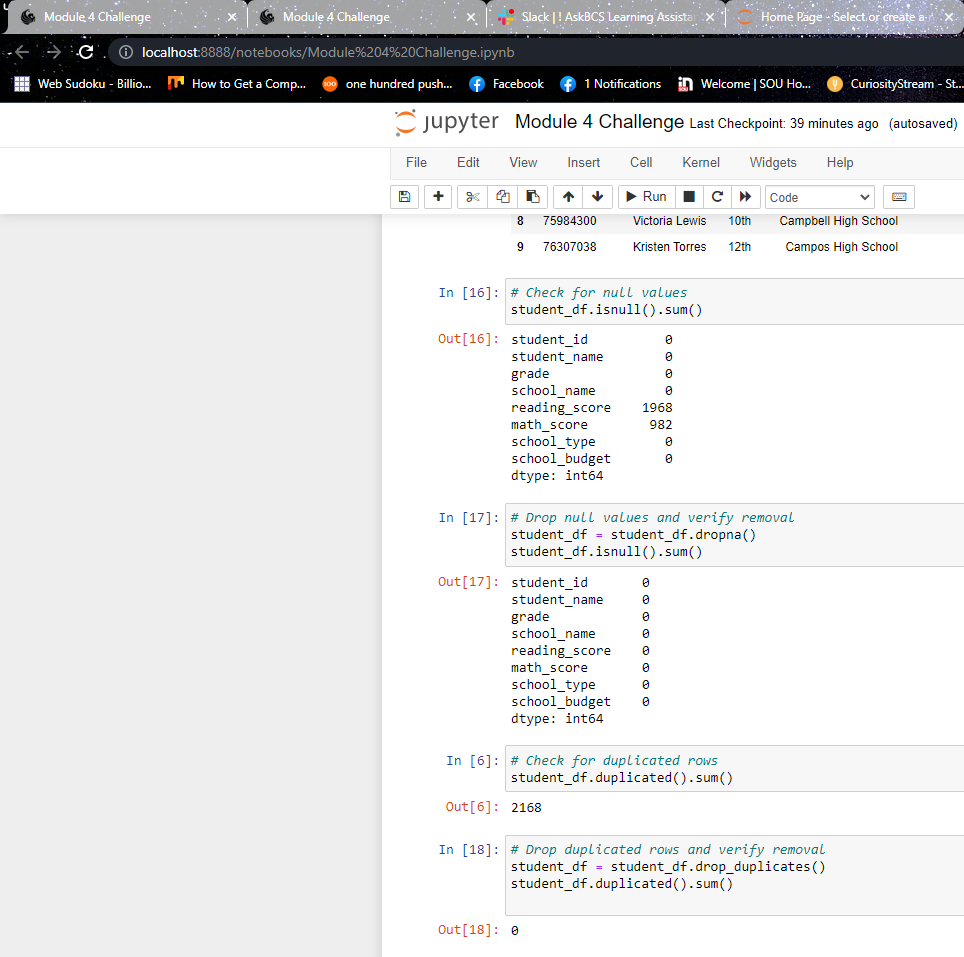 Module 4 Challenge
Module 4 Challenge
Slack | ! AskBCS Learning Assista
Home Page - Select or create a
localhost:8888/notebooks/Module%204%20Challenge.ipynb
Web Sudoku - Billio...
How to Get a Comp...
100
one hundred push...
Facebook
1 Notifications
in
Welcome | SOU Ho...
CuriosityStream - St...
jupyter Module 4 Challenge Last Checkpoint: 39 minutes ago (autosaved)
File Edit View Insert Cell Kernel Widgets Help
Run Code
8 75984300 Victoria Lewis 10th Campbell High School
9 76307038 Kristen Torres 12th Campos High School
In [16]: # Check for null values
student_df.isnull().sum()
Out[16]: student_id 0
student_name 0
grade 0
school_name 0
reading_score 1968
math_score 982
school_type 0
school_budget 0
dtype: int64
In [17]: # Drop null values and verify removal
student_df = student_df.dropna()
student_df.isnull().sum()
Out[17]: student_id 0
student_name 0
grade 0
school_name 0
reading_score 0
math_score 0
school_type 0
school_budget 0
dtype: int64
In [6]: # Check for duplicated rows
student_df.duplicated().sum()
Out[6]: 2168
In [18]: # Drop duplicated rows and verify removal
student_df = student_df.drop_duplicates()
student_df.duplicated().sum()
Out[18]: 0